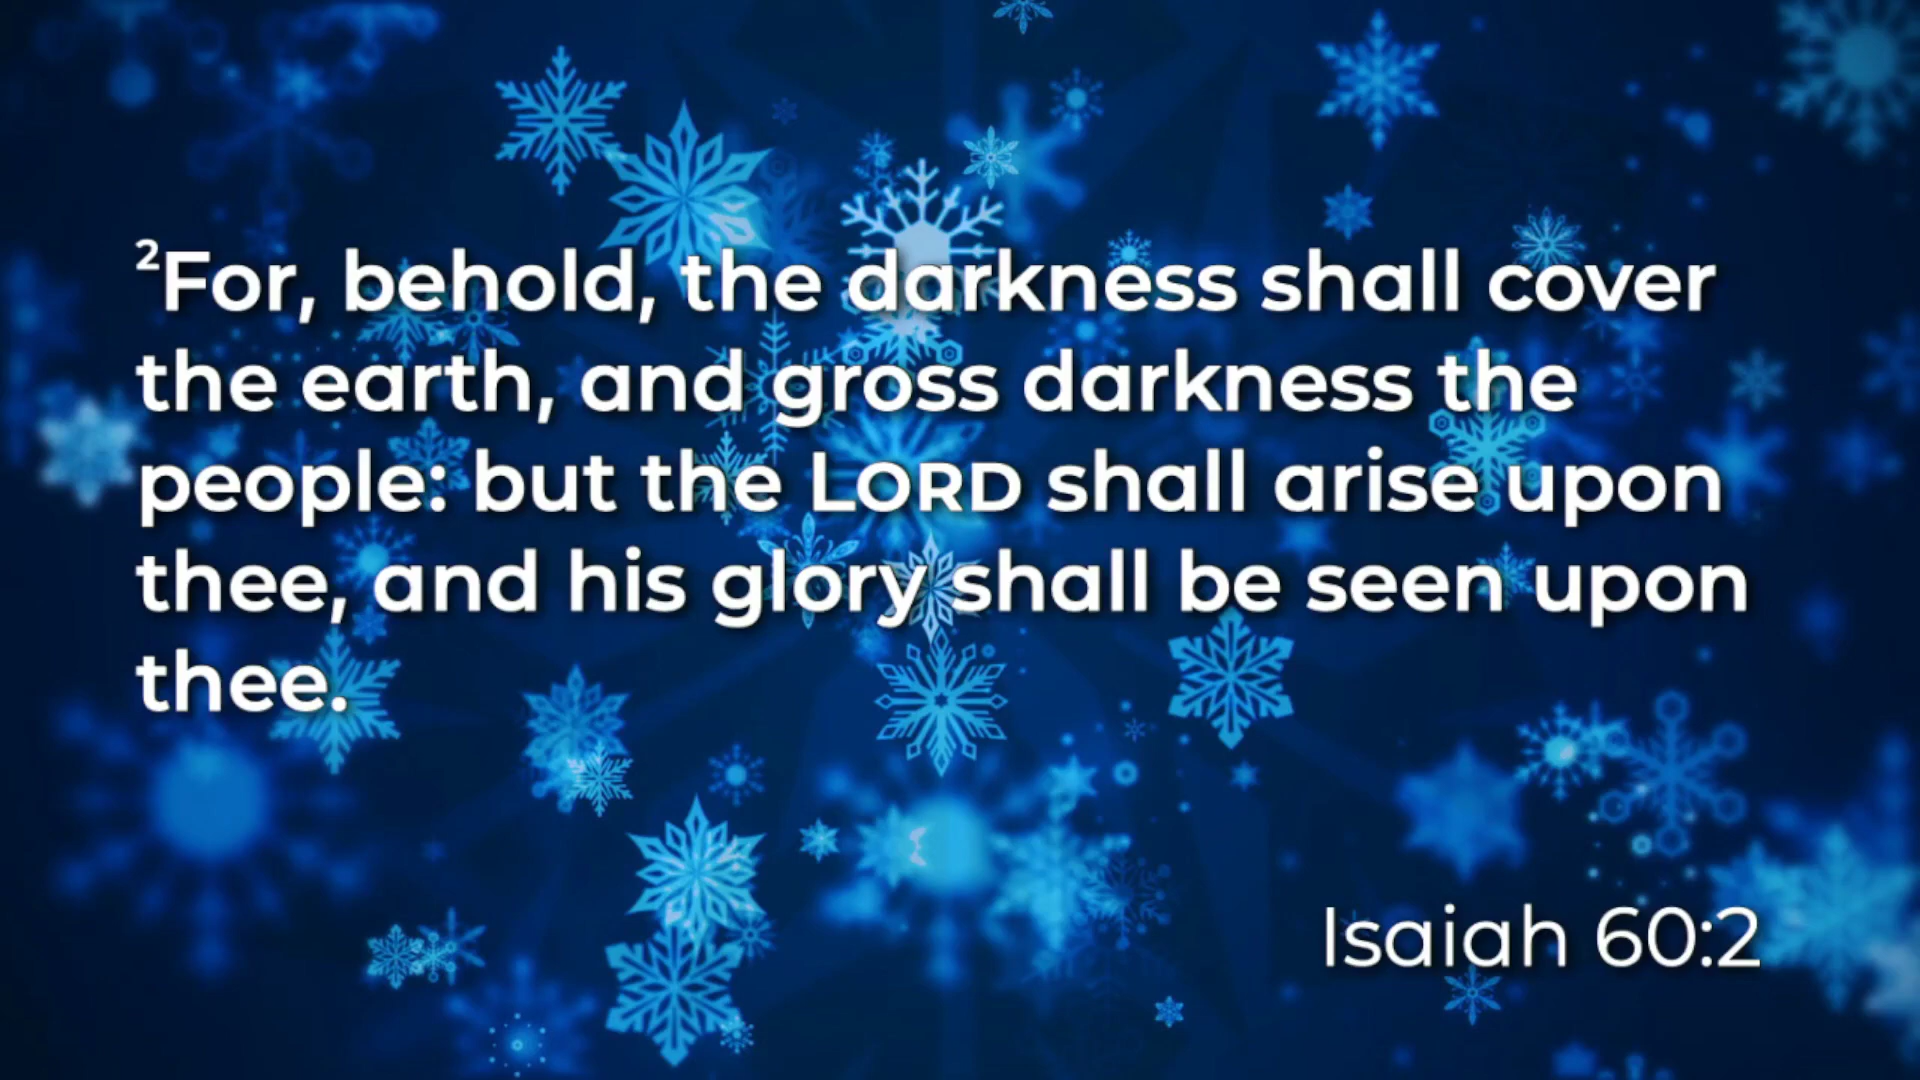 ²For, behold, the darkness shall cover
the earth, and gross darkness the
people: but the LORD shall arise upon
thee, and his glory shall be seen upon
thee.
Isaiah 60:2